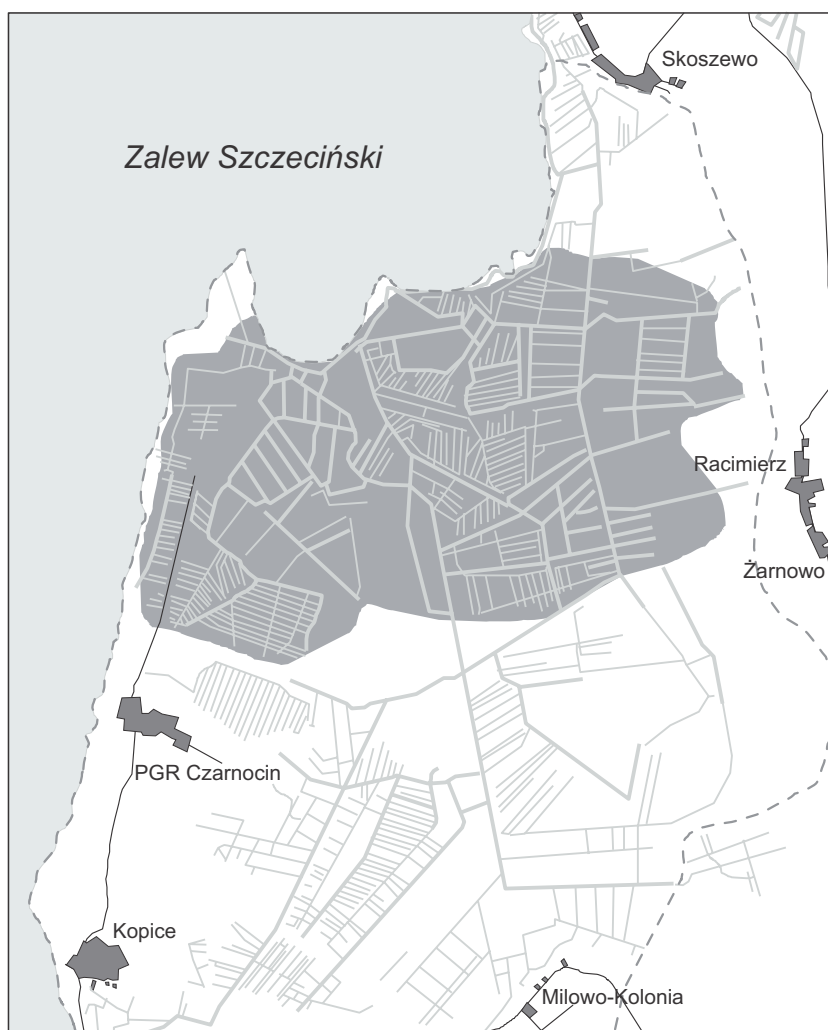 Skoszewo
Zalew Szczeciński
Racimierz
Żarnowo
PGR Czarnocin
Kopice
Milowo-Kolonia